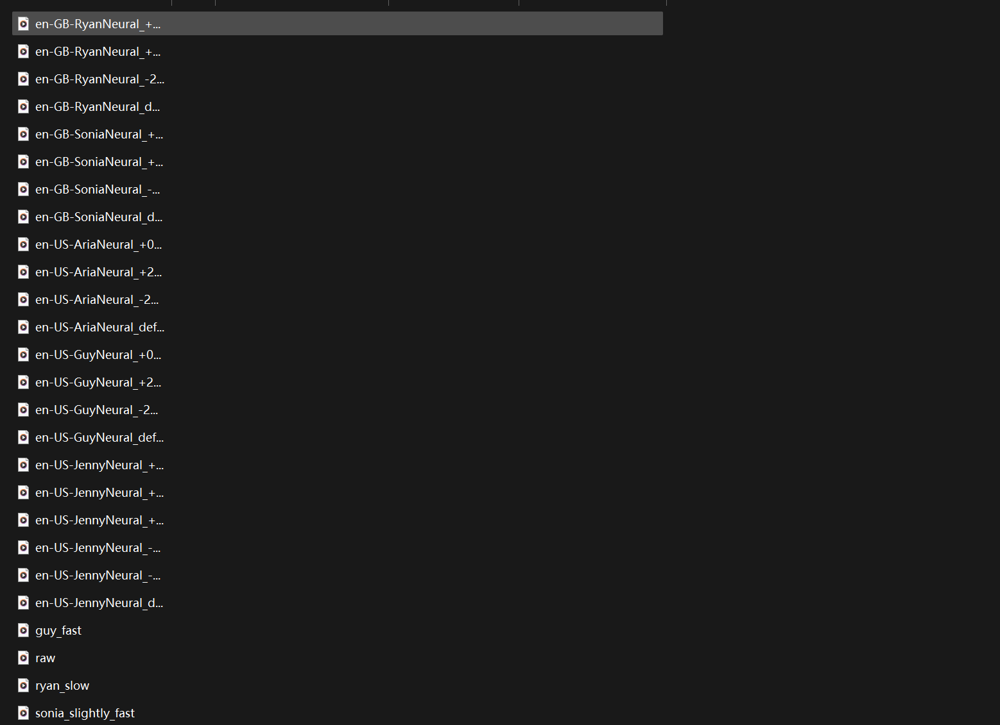 en-GB-RyanNeural_+...
en-GB-RyanNeural_+...
en-GB-RyanNeural_-2...
en-GB-RyanNeural_d...
en-GB-SoniaNeural_+...
en-GB-SoniaNeural_+...
en-GB-SoniaNeural_-...
en-GB-SoniaNeural_d...
en-US-AriaNeural_+0...
en-US-AriaNeural_+2...
en-US-AriaNeural_-2...
en-US-AriaNeural_def...
en-US-GuyNeural_+0...
en-US-GuyNeural_+2...
en-US-GuyNeural_-2...
en-US-GuyNeural_def...
en-US-JennyNeural_+...
en-US-JennyNeural_+...
en-US-JennyNeural_+...
en-US-JennyNeural_-...
en-US-JennyNeural_-...
en-US-JennyNeural_d...
guy_fast
raw
ryan_slow
sonia_slightly_fast